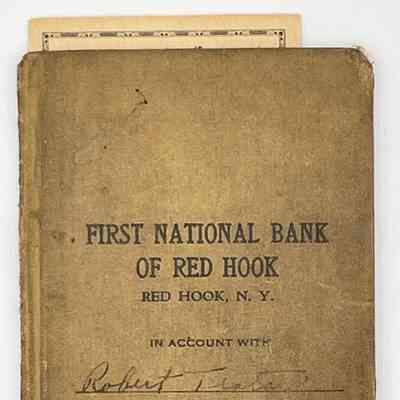 FIRST NATIONAL BANK
OF RED HOOK
RED HOOK, N. Y.
IN ACCOUNT WITH
Robert